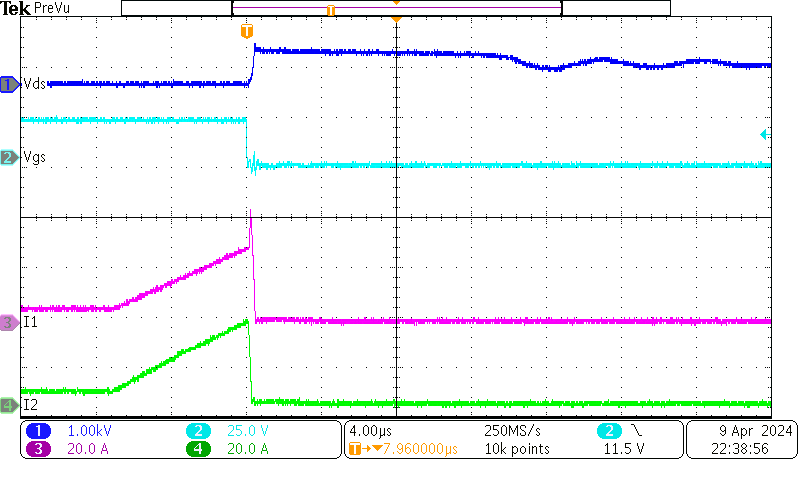 Tek PreVu
T
T
1 Vds
2 Vgs
3 I1
4 I2
1 1.00kV 2 25.0 V
3 20.0 A 4 20.0 A
4.00μs 250MS/s 2
T→▼7.960000μs 10k points 11.5 V
9 Apr 2024
22:38:56